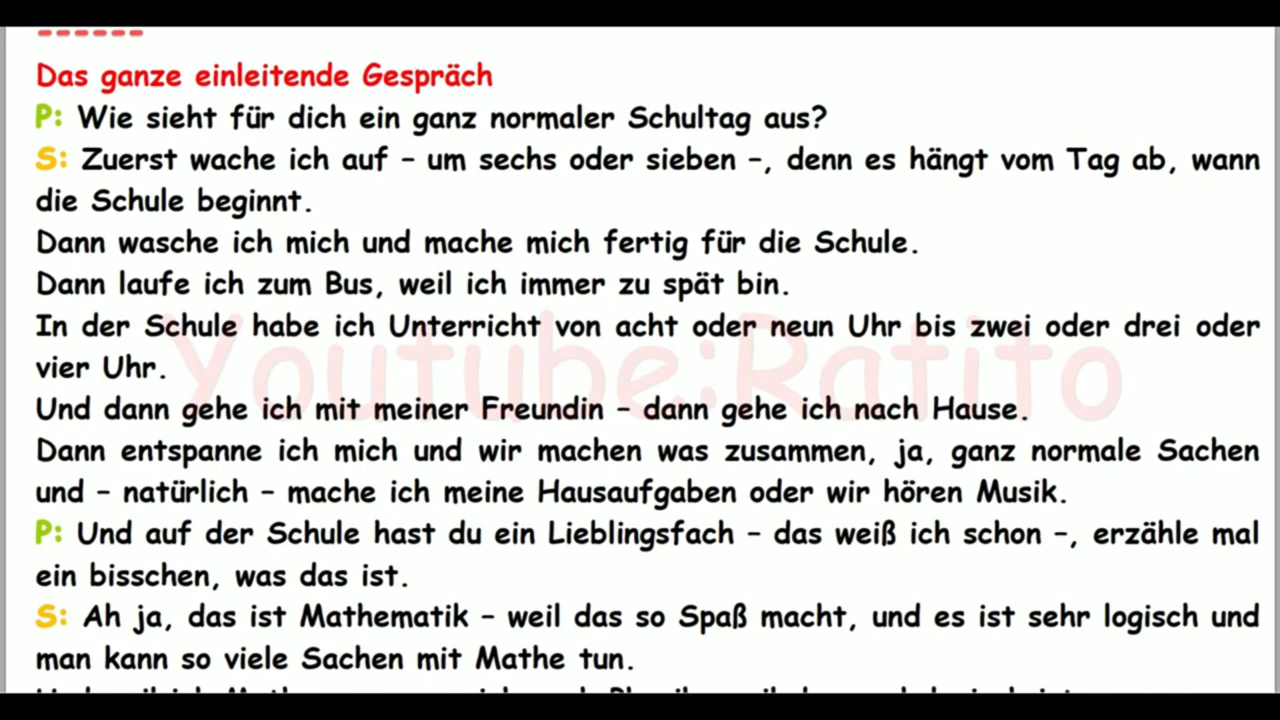 ------
Das ganze einleitende Gespräch
P: Wie sieht für dich ein ganz normaler Schultag aus?
S: Zuerst wache ich auf – um sechs oder sieben –, denn es hängt vom Tag ab, wann
die Schule beginnt.
Dann wasche ich mich und mache mich fertig für die Schule.
Dann laufe ich zum Bus, weil ich immer zu spät bin.
In der Schule habe ich Unterricht von acht oder neun Uhr bis zwei oder drei oder
vier Uhr.
Youtube:Ratito
Und dann gehe ich mit meiner Freundin – dann gehe ich nach Hause.
Dann entspanne ich mich und wir machen was zusammen, ja, ganz normale Sachen
und – natürlich – mache ich meine Hausaufgaben oder wir hören Musik.
P: Und auf der Schule hast du ein Lieblingsfach – das weiß ich schon –, erzähle mal
ein bisschen, was das ist.
S: Ah ja, das ist Mathematik – weil das so Spaß macht, und es ist sehr logisch und
man kann so viele Sachen mit Mathe tun.